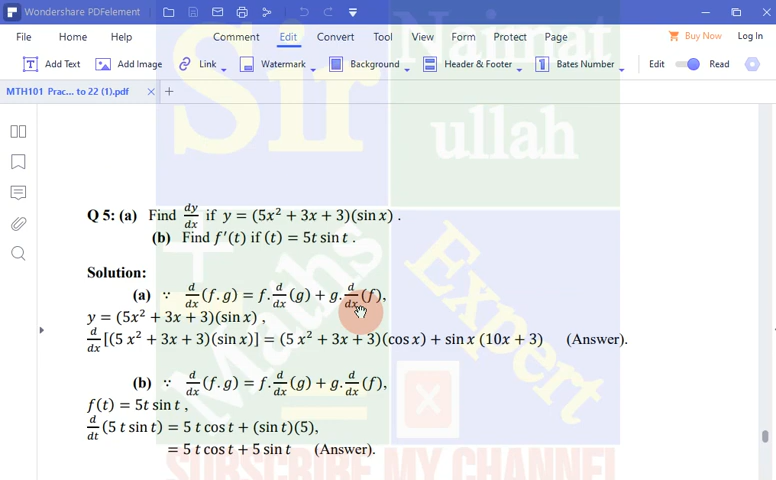 Wondershare PDFelement
Buy Now Log In
File Home Help Comment Edit Convert Tool View Form Protect Page
Add Text Add Image Link Watermark Background Header & Footer Bates Number Edit Read
MTH101 Prac... to 22 (1).pdf
Sir Naimat
ullah
Q 5: (a) Find dy/dx if y = (5x² + 3x + 3)(sin x) .
(b) Find f′(t) if (t) = 5t sin t .
Solution:
(a) ∵ d/dx (f.g) = f. d/dx (g) + g. d/dx (f),
y = (5x² + 3x + 3)(sin x) ,
d/dx [(5 x² + 3x + 3)(sin x)] = (5 x² + 3x + 3)(cos x) + sin x (10x + 3) (Answer).
(b) ∵ d/dx (f.g) = f. d/dx (g) + g. d/dx (f),
f(t) = 5t sin t ,
d/dt (5 t sin t) = 5 t cos t + (sin t)(5),
= 5 t cos t + 5 sin t (Answer).
Maths Expert
SUBSCRIBE MY CHANNEL